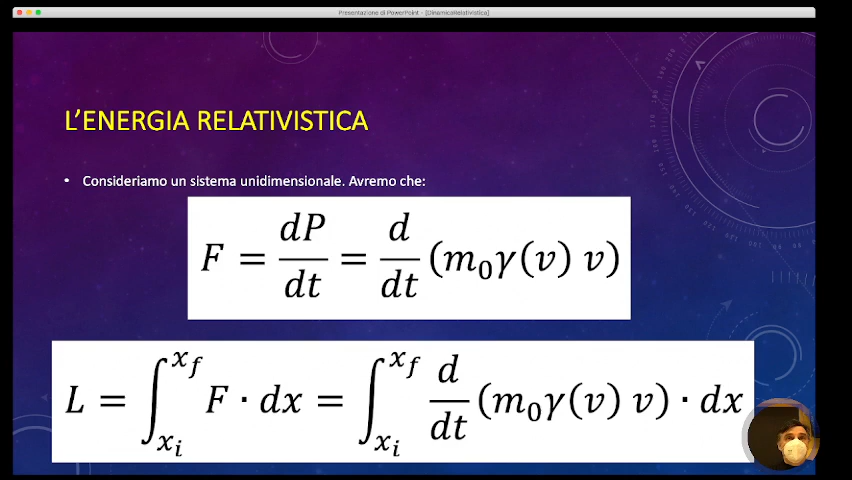 Presentazione di PowerPoint - [DinamicaRelativistica]
L'ENERGIA RELATIVISTICA
• Consideriamo un sistema unidimensionale. Avremo che:
F = dP/dt = d/dt (m₀γ(v) v)
L = ∫_{x_i}^{x_f} F · dx = ∫_{x_i}^{x_f} d/dt (m₀γ(v) v) · dx